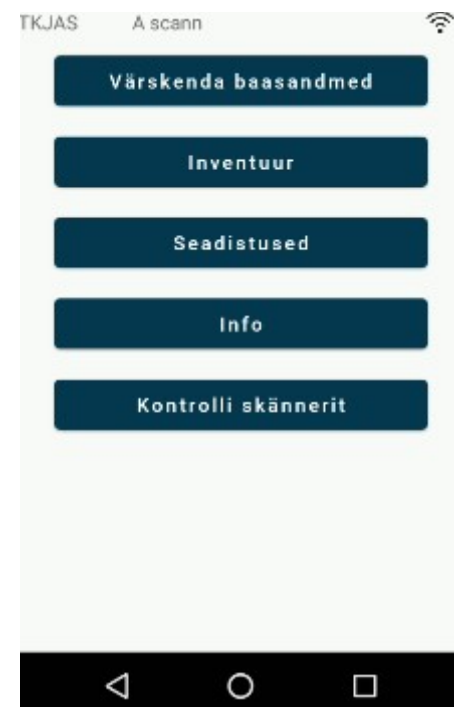 TKJAS A scann
Värskenda baasandmed
Inventuur
Seadistused
Info
Kontrolli skännerit